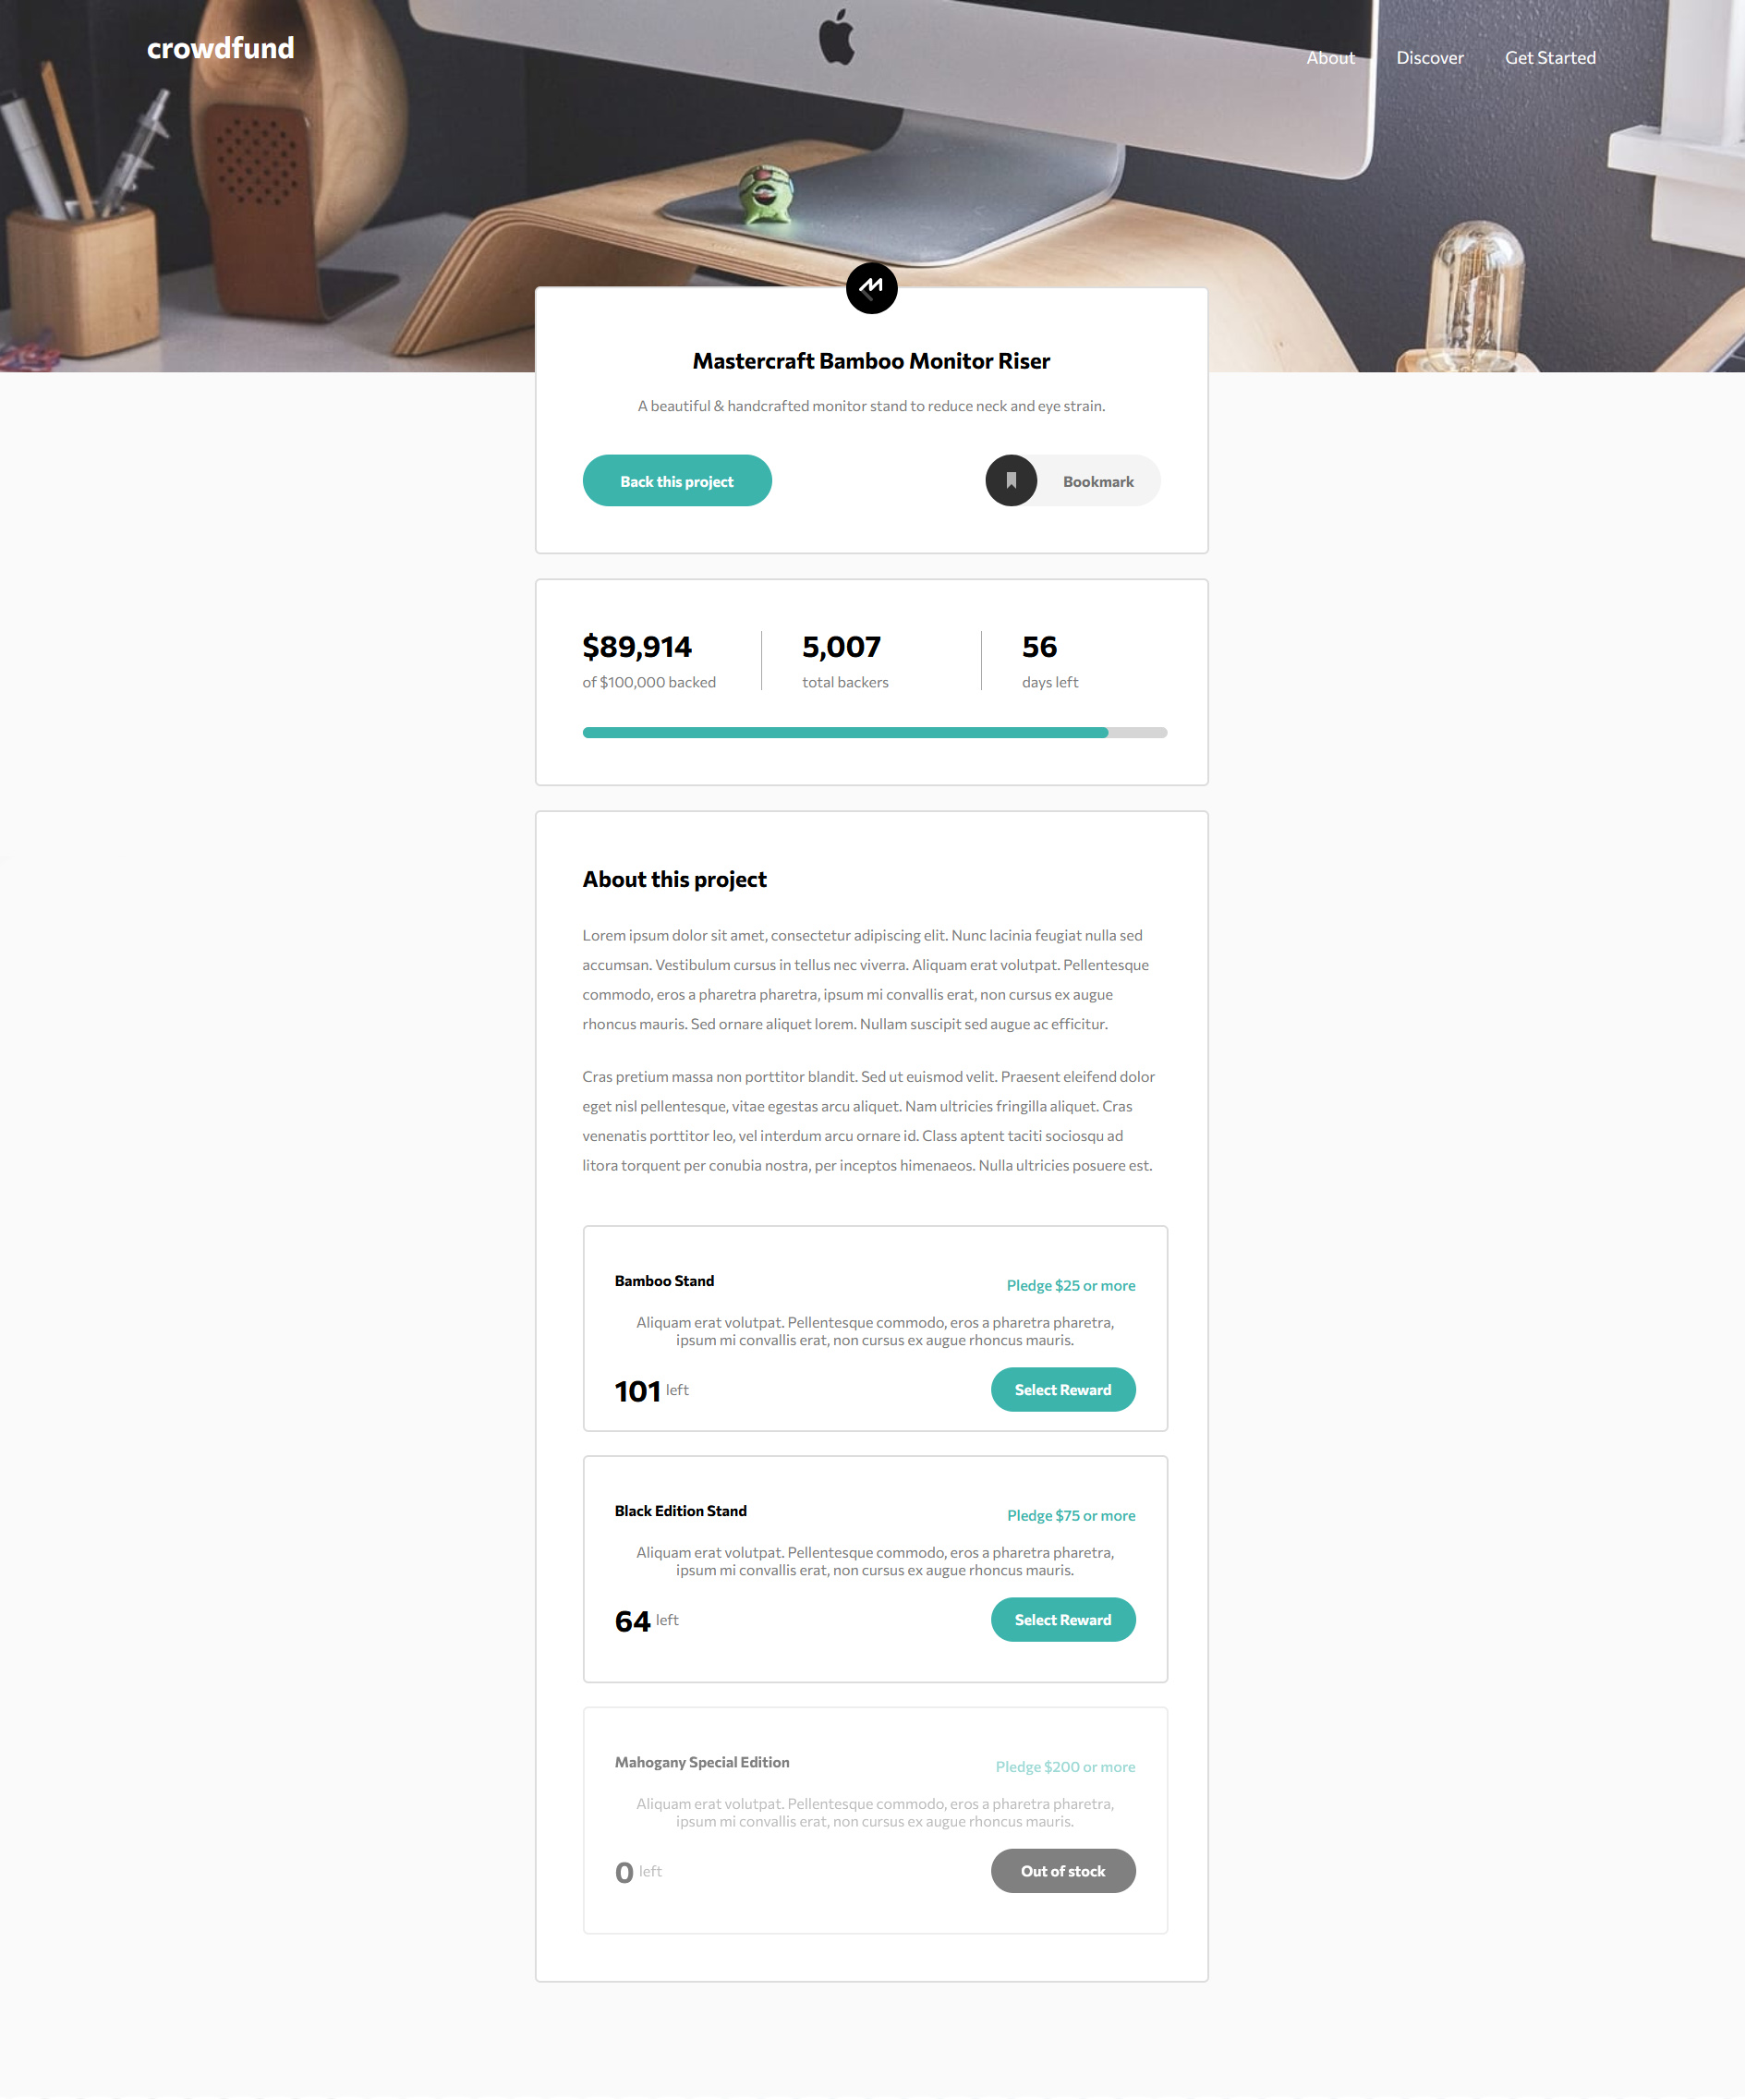 crowdfund
About Discover Get Started
Mastercraft Bamboo Monitor Riser
A beautiful & handcrafted monitor stand to reduce neck and eye strain.
Back this project
Bookmark
$89,914
of $100,000 backed
5,007
total backers
56
days left
About this project
Lorem ipsum dolor sit amet, consectetur adipiscing elit. Nunc lacinia feugiat nulla sed
accumsan. Vestibulum cursus in tellus nec viverra. Aliquam erat volutpat. Pellentesque
commodo, eros a pharetra pharetra, ipsum mi convallis erat, non cursus ex augue
rhoncus mauris. Sed ornare aliquet lorem. Nullam suscipit sed augue ac efficitur.
Cras pretium massa non porttitor blandit. Sed ut euismod velit. Praesent eleifend dolor
eget nisl pellentesque, vitae egestas arcu aliquet. Nam ultricies fringilla aliquet. Cras
venenatis porttitor leo, vel interdum arcu ornare id. Class aptent taciti sociosqu ad
litora torquent per conubia nostra, per inceptos himenaeos. Nulla ultricies posuere est.
Bamboo Stand
Pledge $25 or more
Aliquam erat volutpat. Pellentesque commodo, eros a pharetra pharetra,
ipsum mi convallis erat, non cursus ex augue rhoncus mauris.
101 left
Select Reward
Black Edition Stand
Pledge $75 or more
Aliquam erat volutpat. Pellentesque commodo, eros a pharetra pharetra,
ipsum mi convallis erat, non cursus ex augue rhoncus mauris.
64 left
Select Reward
Mahogany Special Edition
Pledge $200 or more
Aliquam erat volutpat. Pellentesque commodo, eros a pharetra pharetra,
ipsum mi convallis erat, non cursus ex augue rhoncus mauris.
0 left
Out of stock